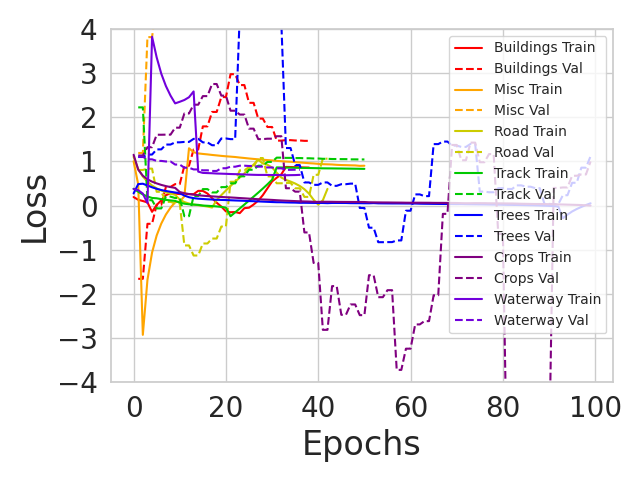 4
3
2
1
0
−1
−2
−3
−4
Loss
0 20 40 60 80 100
Epochs
Buildings Train
Buildings Val
Misc Train
Misc Val
Road Train
Road Val
Track Train
Track Val
Trees Train
Trees Val
Crops Train
Crops Val
Waterway Train
Waterway Val